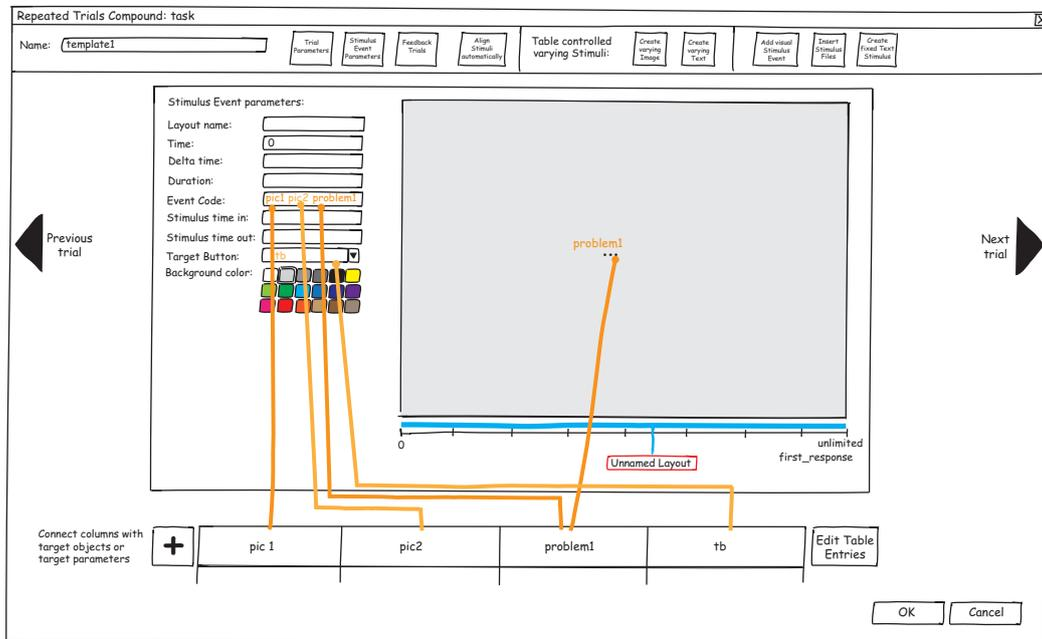 Repeated Trials Compound: task
X
Name: template1
Trial
Parameters
Stimulus
Event
Parameters
Feedback
Trials
Align
Stimuli
automatically
Table controlled
varying Stimuli:
Create
varying
Image
Create
varying
Text
Add visual
Stimulus
Event
Insert
Stimulus
Files
Create
fixed Text
Stimulus
Stimulus Event parameters:
Layout name:
Time: 0
Delta time:
Duration:
Event Code: pic1 pic2 problem1
Stimulus time in:
Stimulus time out:
Target Button: tb
Background color:
Previous
trial
problem1
...
Next
trial
0
unlimited
first_response
Unnamed Layout
Connect columns with
target objects or
target parameters
+
pic 1
pic2
problem1
tb
Edit Table
Entries
OK
Cancel